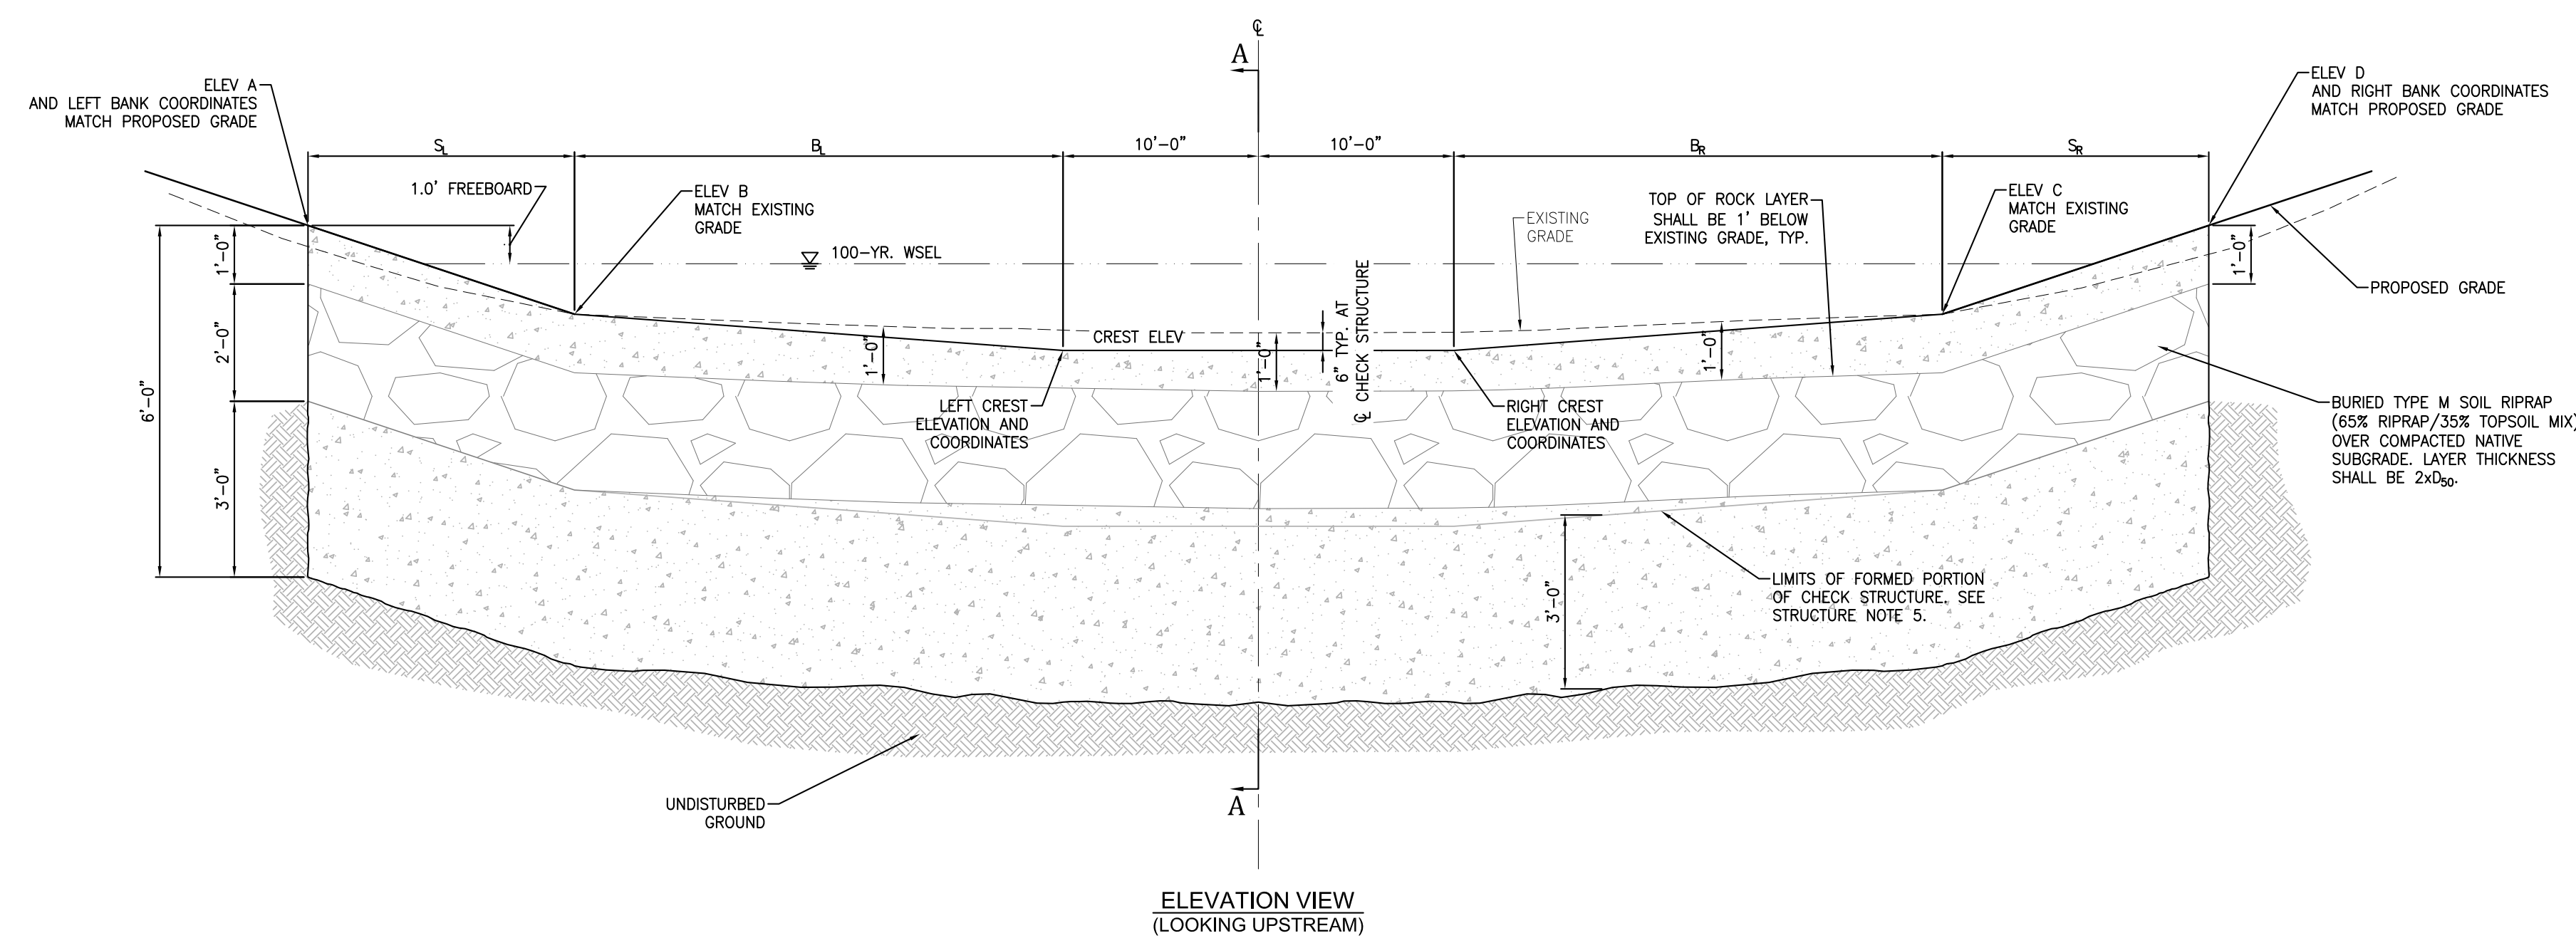 ℄
A
ELEV A
AND LEFT BANK COORDINATES
MATCH PROPOSED GRADE
ELEV D
AND RIGHT BANK COORDINATES
MATCH PROPOSED GRADE
SL
BL
10'-0"
10'-0"
BR
SR
1.0' FREEBOARD
ELEV B
MATCH EXISTING
GRADE
100-YR. WSEL
EXISTING
GRADE
TOP OF ROCK LAYER
SHALL BE 1' BELOW
EXISTING GRADE, TYP.
ELEV C
MATCH EXISTING
GRADE
PROPOSED GRADE
1'-0"
2'-0"
3'-0"
6'-0"
1'-0"
CREST ELEV
1'-0"
6" TYP. AT
℄ CHECK STRUCTURE
1'-0"
1'-0"
LEFT CREST
ELEVATION AND
COORDINATES
RIGHT CREST
ELEVATION AND
COORDINATES
BURIED TYPE M SOIL RIPRAP
(65% RIPRAP/35% TOPSOIL MIX)
OVER COMPACTED NATIVE
SUBGRADE. LAYER THICKNESS
SHALL BE 2xD50.
3'-0"
LIMITS OF FORMED PORTION
OF CHECK STRUCTURE. SEE
STRUCTURE NOTE 5.
UNDISTURBED
GROUND
A
ELEVATION VIEW
(LOOKING UPSTREAM)